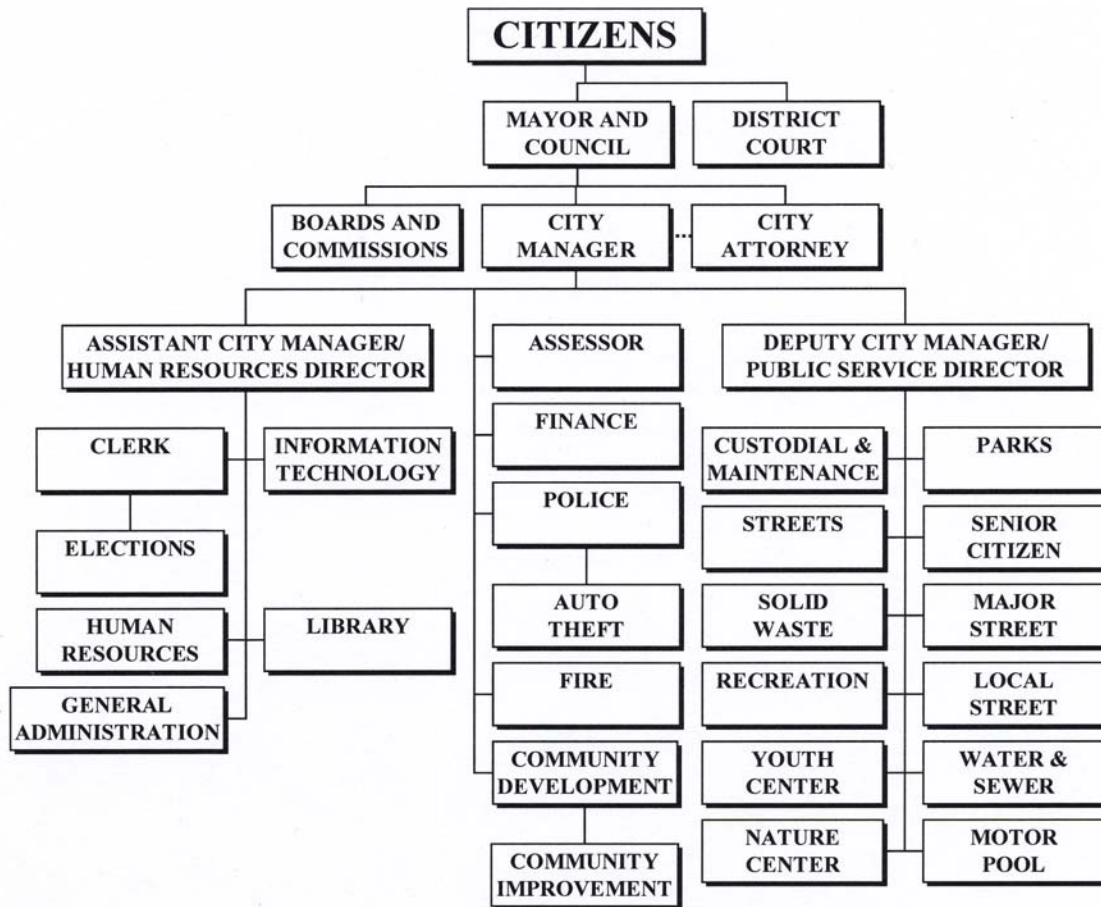 CITIZENS
MAYOR AND
COUNCIL
DISTRICT
COURT
BOARDS AND
COMMISSIONS
CITY
MANAGER
...
CITY
ATTORNEY
ASSISTANT CITY MANAGER/
HUMAN RESOURCES DIRECTOR
CLERK
INFORMATION
TECHNOLOGY
ELECTIONS
HUMAN
RESOURCES
LIBRARY
GENERAL
ADMINISTRATION
ASSESSOR
FINANCE
POLICE
AUTO
THEFT
FIRE
COMMUNITY
DEVELOPMENT
COMMUNITY
IMPROVEMENT
DEPUTY CITY MANAGER/
PUBLIC SERVICE DIRECTOR
CUSTODIAL &
MAINTENANCE
PARKS
STREETS
SENIOR
CITIZEN
SOLID
WASTE
MAJOR
STREET
RECREATION
LOCAL
STREET
YOUTH
CENTER
WATER &
SEWER
NATURE
CENTER
MOTOR
POOL